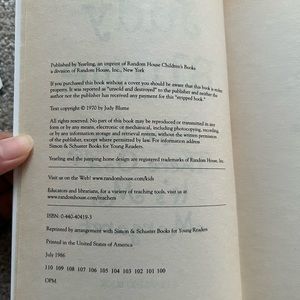 Published by Yearling, an imprint of Random House Children's Books
a division of Random House, Inc., New York
If you purchased this book without a cover you should be aware that this book is stolen
property. It was reported as "unsold and destroyed" to the publisher and neither the
author nor the publisher has received any payment for this "stripped book."
Text copyright © 1970 by Judy Blume
All rights reserved. No part of this book may be reproduced or transmitted in any
form or by any means, electronic or mechanical, including photocopying, recording
or by any information storage and retrieval system, without the written permission
of the publisher, except where permitted by law. For information address
Simon & Schuster Books for Young Readers.
Yearling and the jumping horse design are registered trademarks of Random House, Inc.
Visit us on the Web! www.randomhouse.com/kids
Educators and librarians, for a variety of teaching tools, visit us at
www.randomhouse.com/teachers
ISBN: 0-440-40419-3
Reprinted by arrangement with Simon & Schuster Books for Young Readers
Printed in the United States of America
July 1986
110 109 108 107 106 105 104 103 102 101 100
OPM